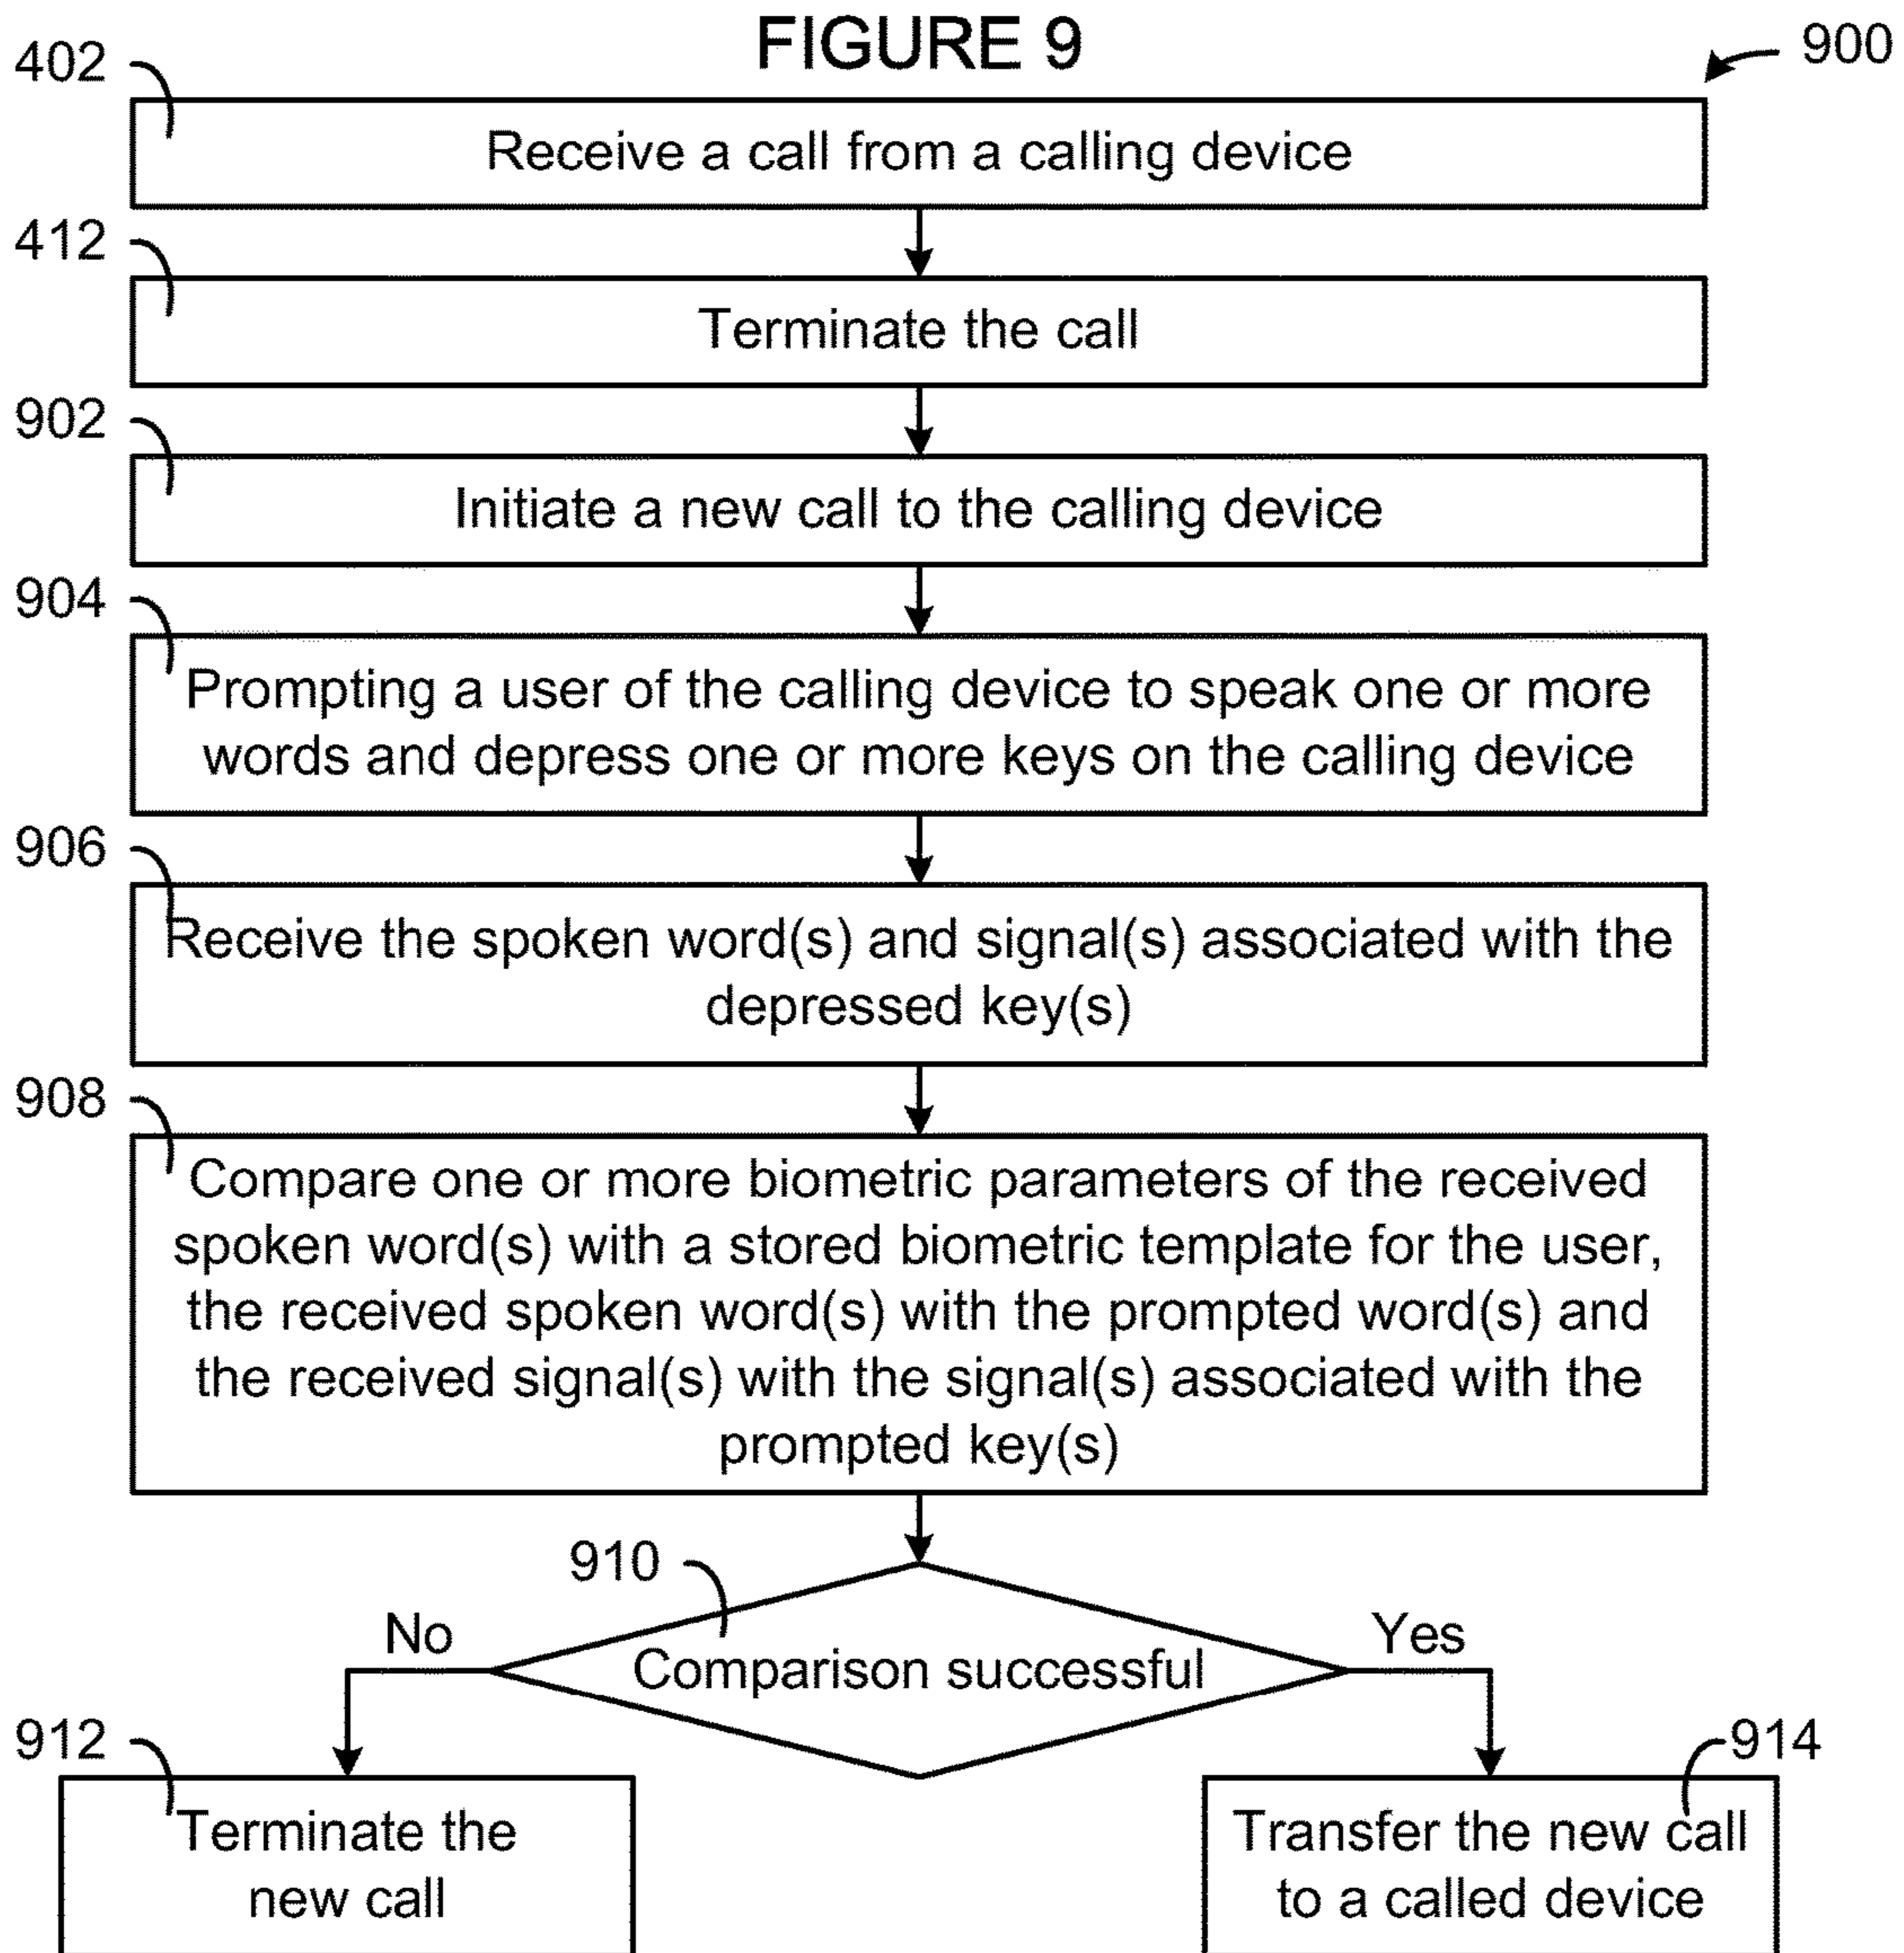 FIGURE 9
900
402
Receive a call from a calling device
412
Terminate the call
902
Initiate a new call to the calling device
904
Prompting a user of the calling device to speak one or more
words and depress one or more keys on the calling device
906
Receive the spoken word(s) and signal(s) associated with the
depressed key(s)
908
Compare one or more biometric parameters of the received
spoken word(s) with a stored biometric template for the user,
the received spoken word(s) with the prompted word(s) and
the received signal(s) with the signal(s) associated with the
prompted key(s)
910
No
Comparison successful
Yes
912
Terminate the
new call
914
Transfer the new call
to a called device